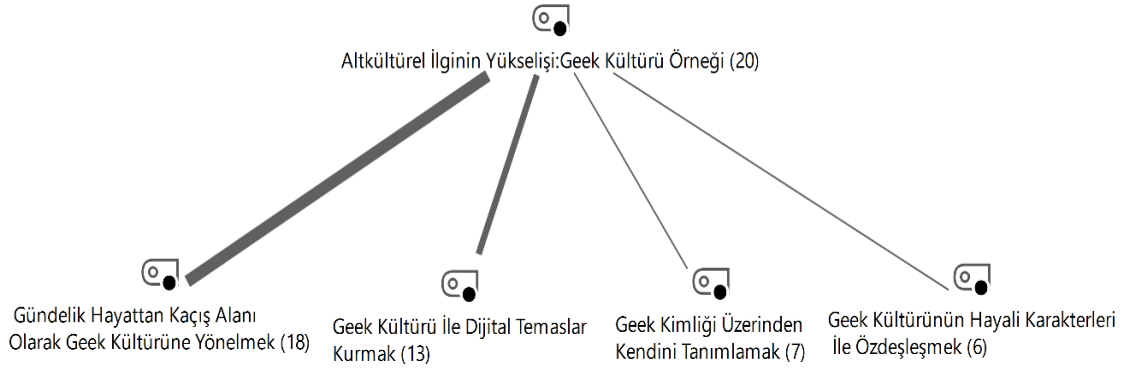 Altkültürel İlginin Yükselişi:Geek Kültürü Örneği (20)
Gündelik Hayattan Kaçış Alanı
Olarak Geek Kültürüne Yönelmek (18)
Geek Kültürü İle Dijital Temaslar
Kurmak (13)
Geek Kimliği Üzerinden
Kendini Tanımlamak (7)
Geek Kültürünün Hayali Karakterleri
İle Özdeşleşmek (6)